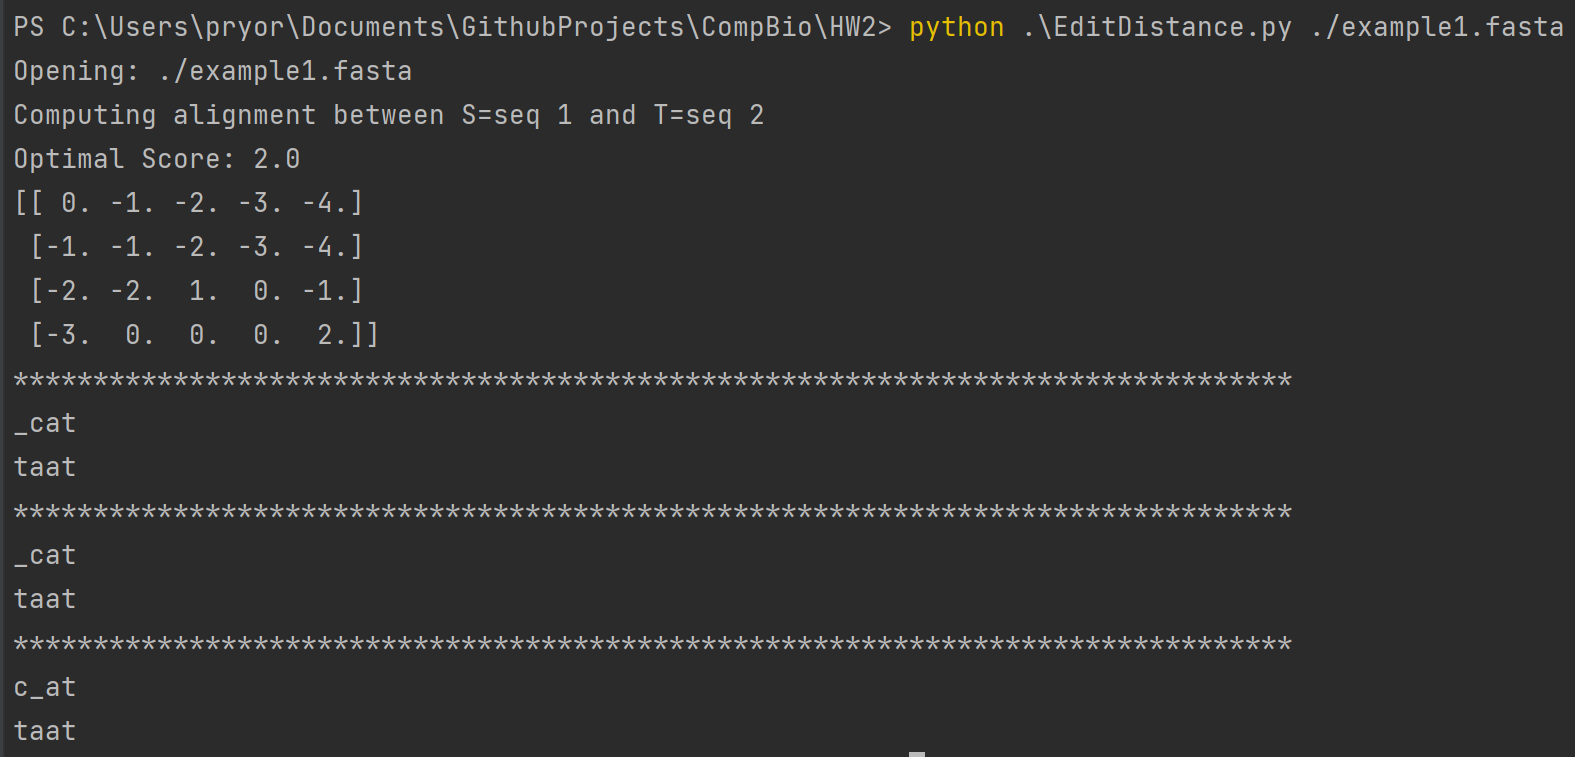 PS C:\Users\pryor\Documents\GithubProjects\CompBio\HW2> python .\EditDistance.py ./example1.fasta
Opening: ./example1.fasta
Computing alignment between S=seq 1 and T=seq 2
Optimal Score: 2.0
[[ 0. -1. -2. -3. -4.]
 [-1. -1. -2. -3. -4.]
 [-2. -2.  1.  0. -1.]
 [-3.  0.  0.  0.  2.]]
********************************************************************************
_cat
taat
********************************************************************************
_cat
taat
********************************************************************************
c_at
taat